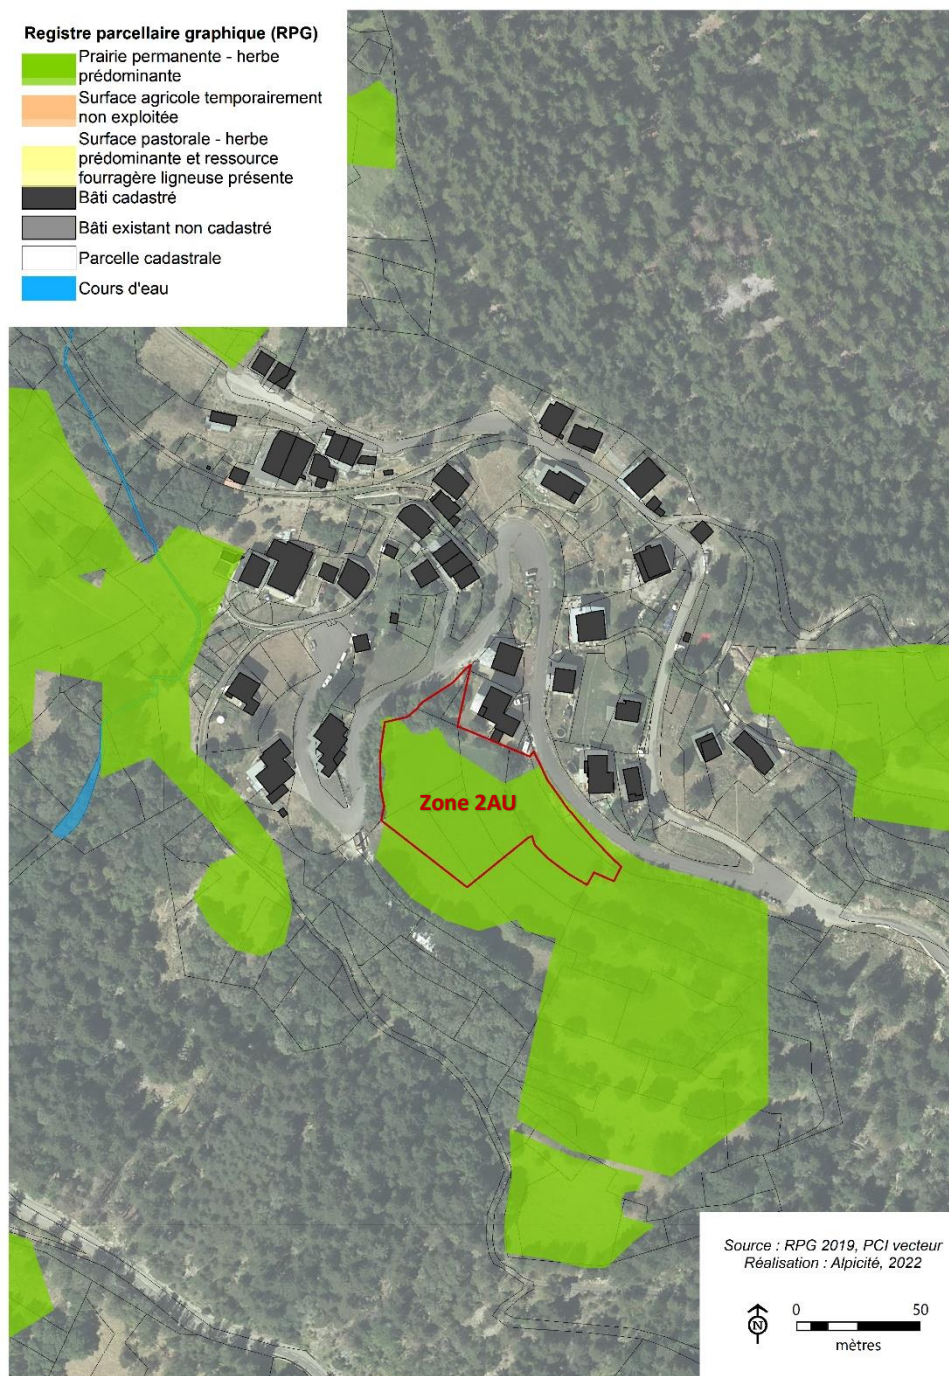 Registre parcellaire graphique (RPG)
Prairie permanente - herbe
prédominante
Surface agricole temporairement
non exploitée
Surface pastorale - herbe
prédominante et ressource
fourragère ligneuse présente
Bâti cadastré
Bâti existant non cadastré
Parcelle cadastrale
Cours d'eau
Zone 2AU
Source : RPG 2019, PCI vecteur
Réalisation : Alpicité, 2022
N
0 50
mètres